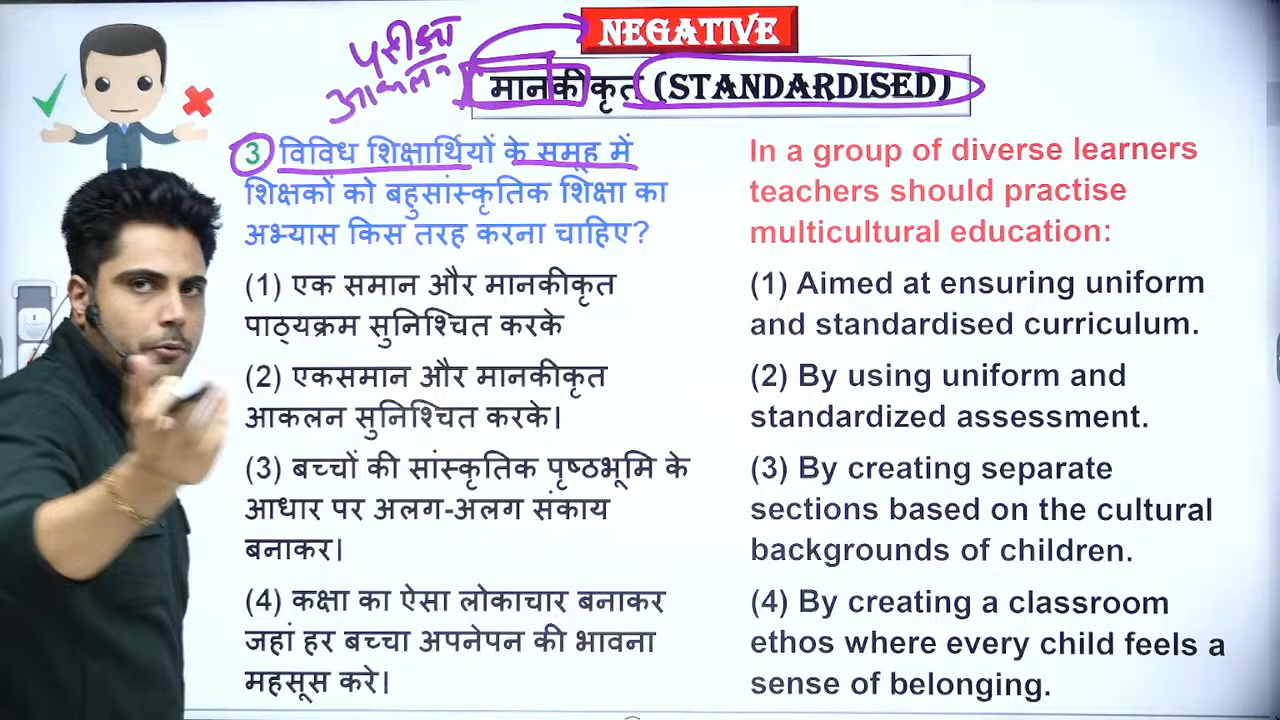 NEGATIVE
परीक्षा
आकलन
मानकीकृत (STANDARDISED)
3 विविध शिक्षार्थियों के समूह में
शिक्षकों को बहुसांस्कृतिक शिक्षा का
अभ्यास किस तरह करना चाहिए?
(1) एक समान और मानकीकृत
पाठ्यक्रम सुनिश्चित करके
(2) एकसमान और मानकीकृत
आकलन सुनिश्चित करके।
(3) बच्चों की सांस्कृतिक पृष्ठभूमि के
आधार पर अलग-अलग संकाय
बनाकर।
(4) कक्षा का ऐसा लोकाचार बनाकर
जहां हर बच्चा अपनेपन की भावना
महसूस करे।
In a group of diverse learners
teachers should practise
multicultural education:
(1) Aimed at ensuring uniform
and standardised curriculum.
(2) By using uniform and
standardized assessment.
(3) By creating separate
sections based on the cultural
backgrounds of children.
(4) By creating a classroom
ethos where every child feels a
sense of belonging.